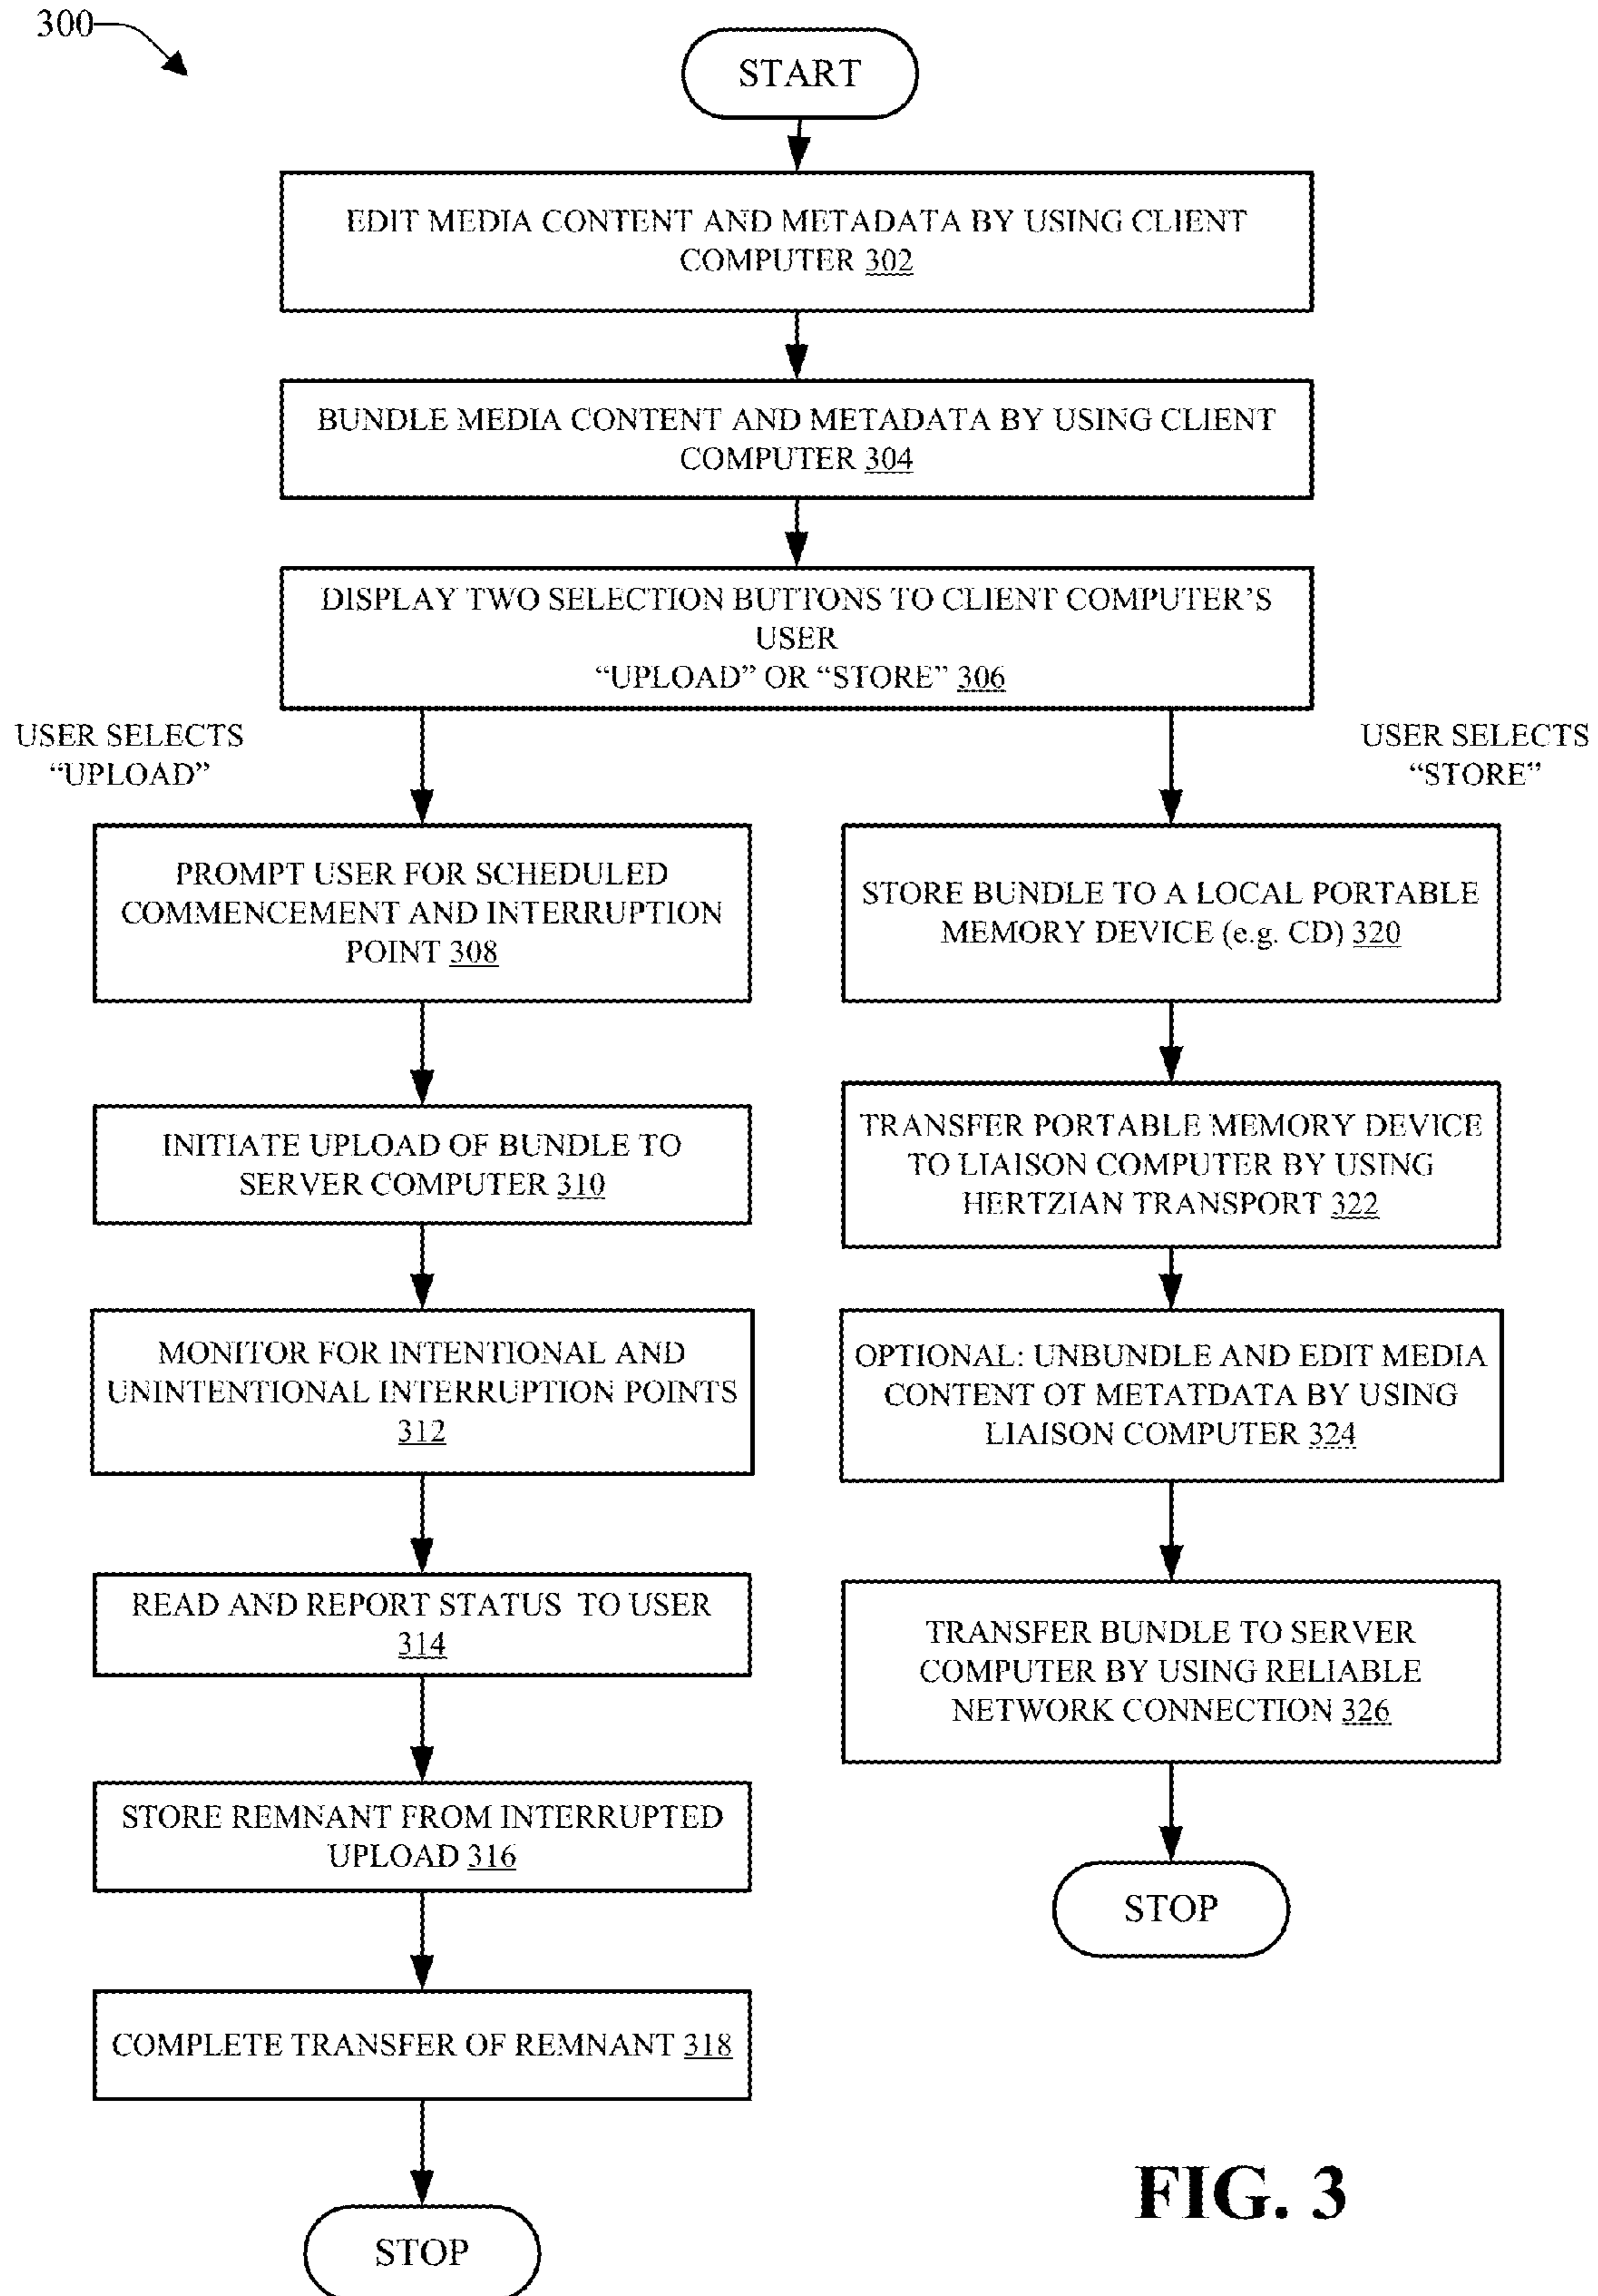 300
START
EDIT MEDIA CONTENT AND METADATA BY USING CLIENT
COMPUTER 302
BUNDLE MEDIA CONTENT AND METADATA BY USING CLIENT
COMPUTER 304
DISPLAY TWO SELECTION BUTTONS TO CLIENT COMPUTER'S
USER
“UPLOAD” OR “STORE” 306
USER SELECTS
“UPLOAD”
PROMPT USER FOR SCHEDULED
COMMENCEMENT AND INTERRUPTION
POINT 308
INITIATE UPLOAD OF BUNDLE TO
SERVER COMPUTER 310
MONITOR FOR INTENTIONAL AND
UNINTENTIONAL INTERRUPTION POINTS
312
READ AND REPORT STATUS TO USER
314
STORE REMNANT FROM INTERRUPTED
UPLOAD 316
COMPLETE TRANSFER OF REMNANT 318
STOP
USER SELECTS
“STORE”
STORE BUNDLE TO A LOCAL PORTABLE
MEMORY DEVICE (e.g. CD) 320
TRANSFER PORTABLE MEMORY DEVICE
TO LIAISON COMPUTER BY USING
HERTZIAN TRANSPORT 322
OPTIONAL: UNBUNDLE AND EDIT MEDIA
CONTENT OT METATDATA BY USING
LIAISON COMPUTER 324
TRANSFER BUNDLE TO SERVER
COMPUTER BY USING RELIABLE
NETWORK CONNECTION 326
STOP
FIG. 3